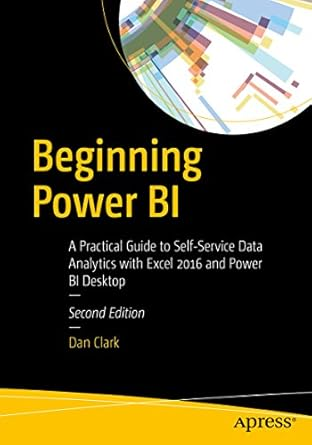 Beginning
Power BI
A Practical Guide to Self-Service Data
Analytics with Excel 2016 and Power
BI Desktop
—
Second Edition
—
Dan Clark
Apress®